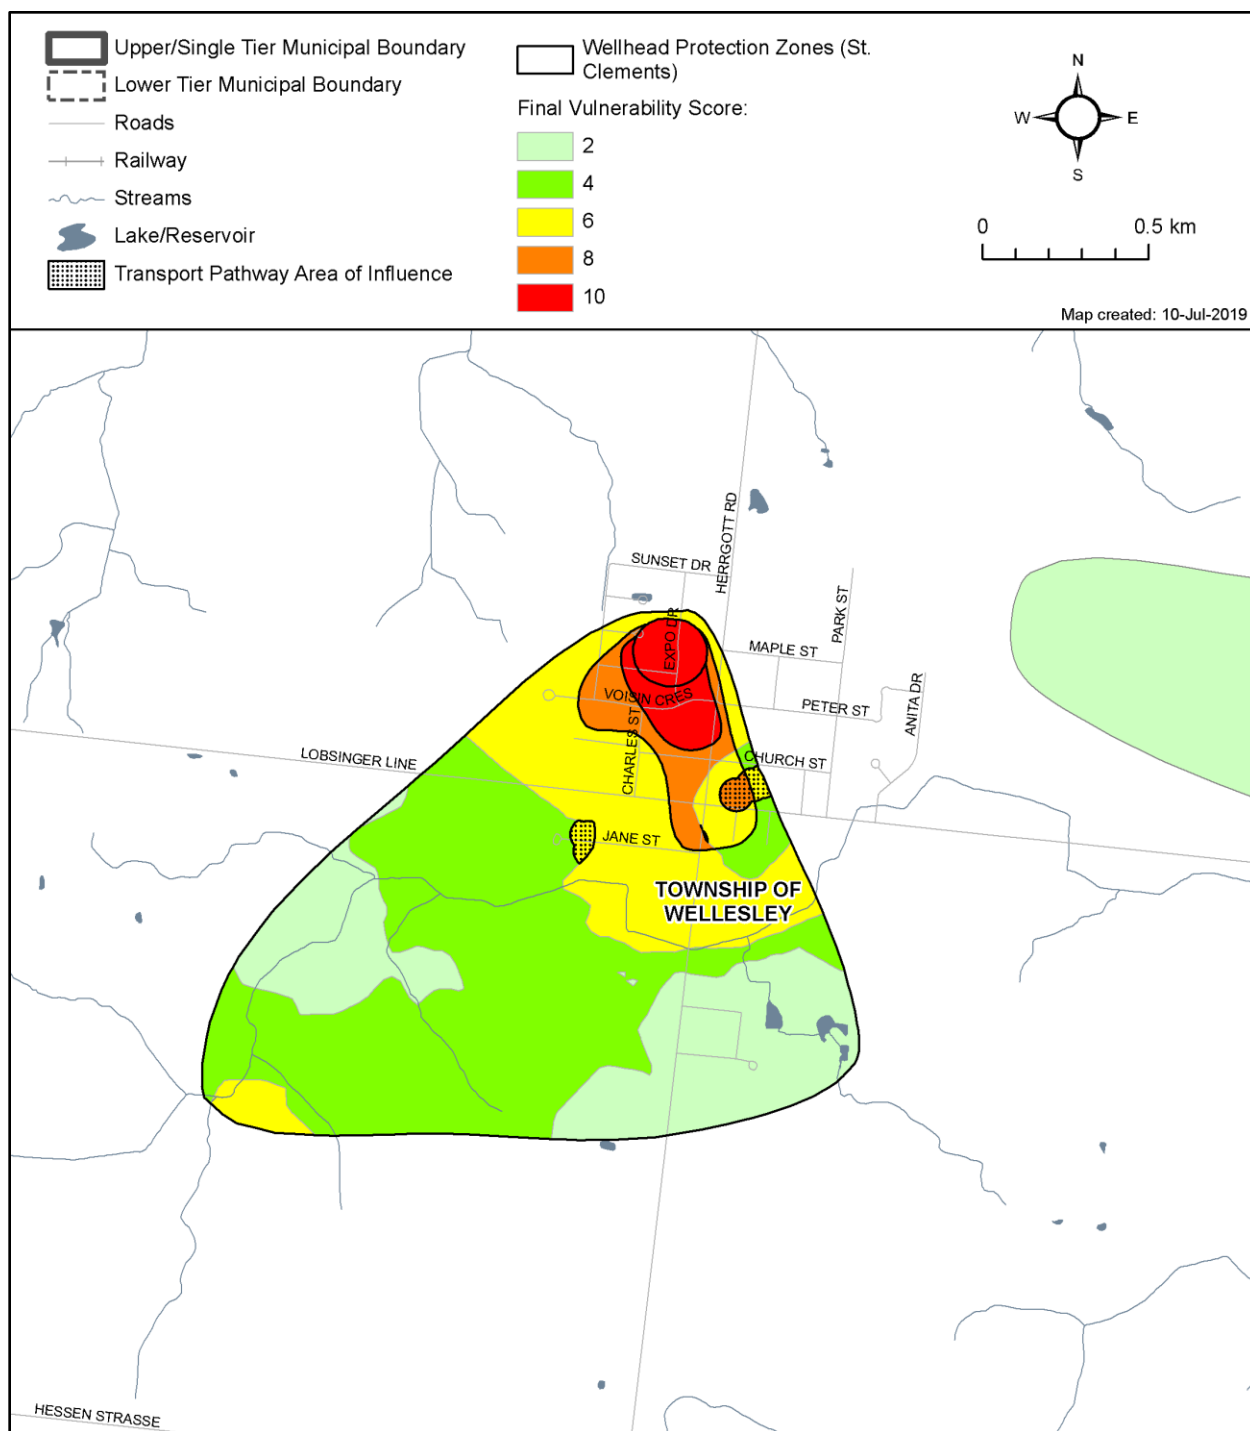 Upper/Single Tier Municipal Boundary
Lower Tier Municipal Boundary
Roads
Railway
Streams
Lake/Reservoir
Transport Pathway Area of Influence
Wellhead Protection Zones (St.
Clements)
Final Vulnerability Score:
2
4
6
8
10
N
W E
S
0 0.5 km
Map created: 10-Jul-2019
HERRGOTT RD
SUNSET DR
PARK ST
EXPO DR
MAPLE ST
ANITA DR
VOISIN CRES
PETER ST
CHARLES ST
LOBSINGER LINE
CHURCH ST
JANE ST
TOWNSHIP OF
WELLESLEY
HESSEN STRASSE